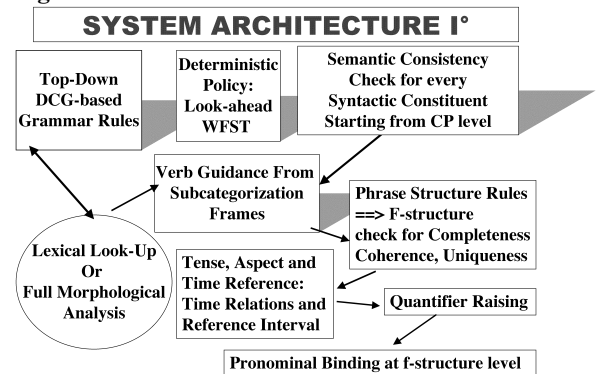 SYSTEM ARCHITECTURE I°
Top-Down
DCG-based
Grammar Rules
Deterministic
Policy:
Look-ahead
WFST
Semantic Consistency
Check for every
Syntactic Constituent
Starting from CP level
Verb Guidance From
Subcategorization
Frames
Phrase Structure Rules
==> F-structure
check for Completeness
Coherence, Uniqueness
Lexical Look-Up
Or
Full Morphological
Analysis
Tense, Aspect and
Time Reference:
Time Relations and
Reference Interval
Quantifier Raising
Pronominal Binding at f-structure level